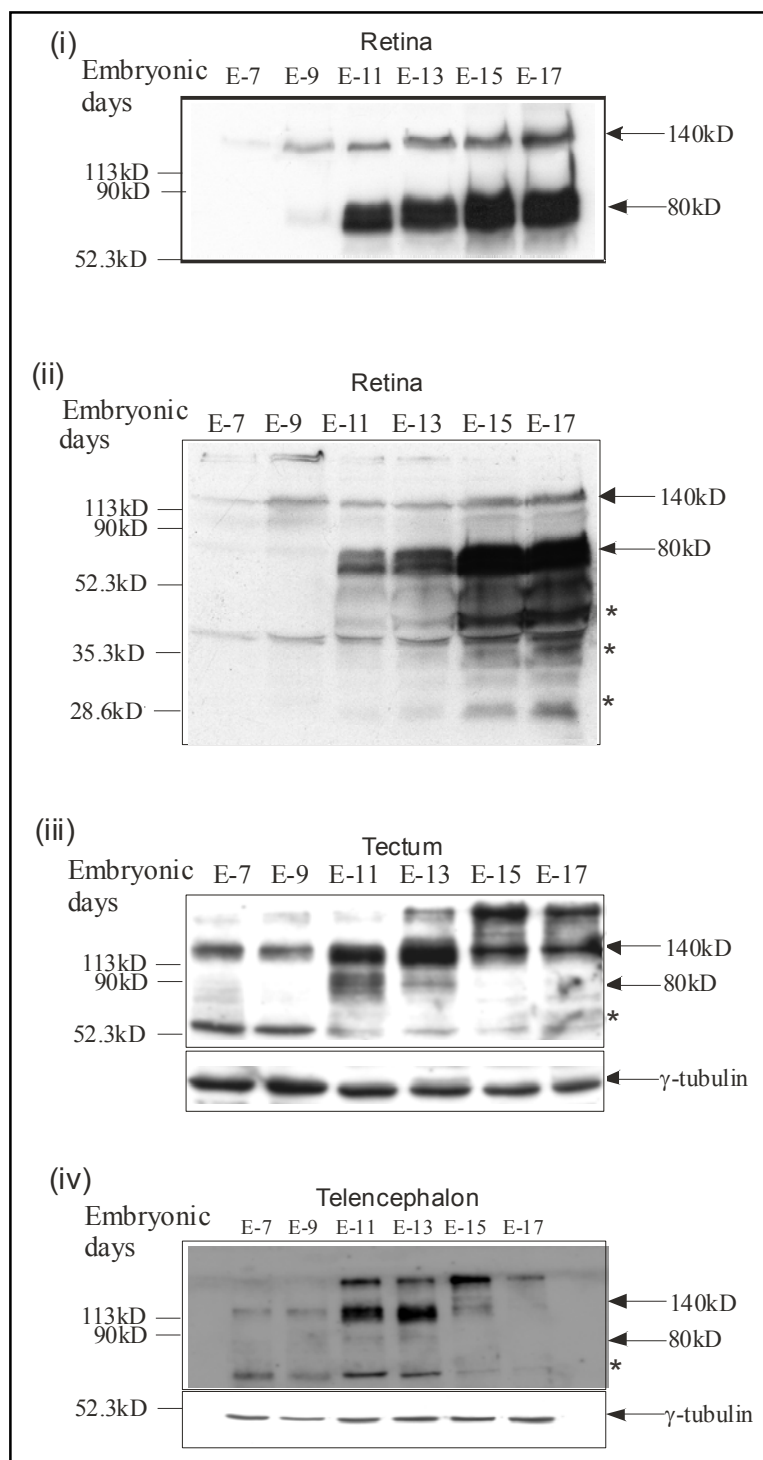 (i)
Retina
Embryonic days
E-7 E-9 E-11 E-13 E-15 E-17
140kD
113kD
90kD
80kD
52.3kD
(ii)
Retina
Embryonic days
E-7 E-9 E-11 E-13 E-15 E-17
140kD
113kD
90kD
80kD
52.3kD
*
35.3kD
*
28.6kD
*
(iii)
Tectum
Embryonic days
E-7 E-9 E-11 E-13 E-15 E-17
140kD
113kD
90kD
80kD
*
52.3kD
γ-tubulin
(iv)
Telencephalon
Embryonic days
E-7 E-9 E-11 E-13 E-15 E-17
140kD
113kD
90kD
80kD
*
52.3kD
γ-tubulin